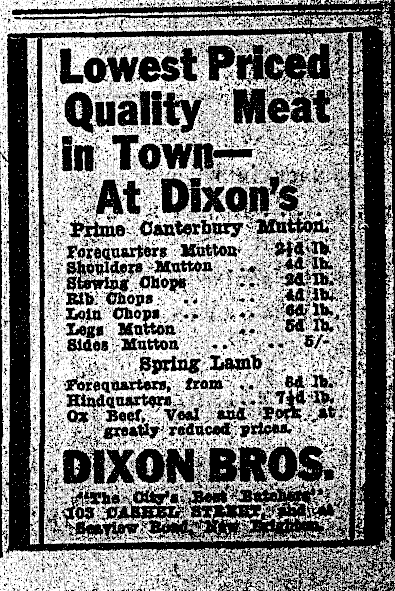 Lowest Priced
Quality Meat
in Town—
At Dixon's
Prime Canterbury Mutton.
Forequarters Mutton 2½d lb.
Shoulders Mutton .. 4d lb.
Stewing Chops .. 2d lb.
Rib Chops .. .. 4d lb.
Loin Chops .. .. 6d lb.
Legs Mutton .. 5d lb.
Sides Mutton .. .. 5/-
Spring Lamb
Forequarters, from .. 6d lb.
Hindquarters .. 7½d lb.
Ox Beef, Veal and Pork at
greatly reduced prices.
DIXON BROS.
"The City's Best Butchers"
103 CASHEL STREET, and at
Seaview Road, New Brighton.